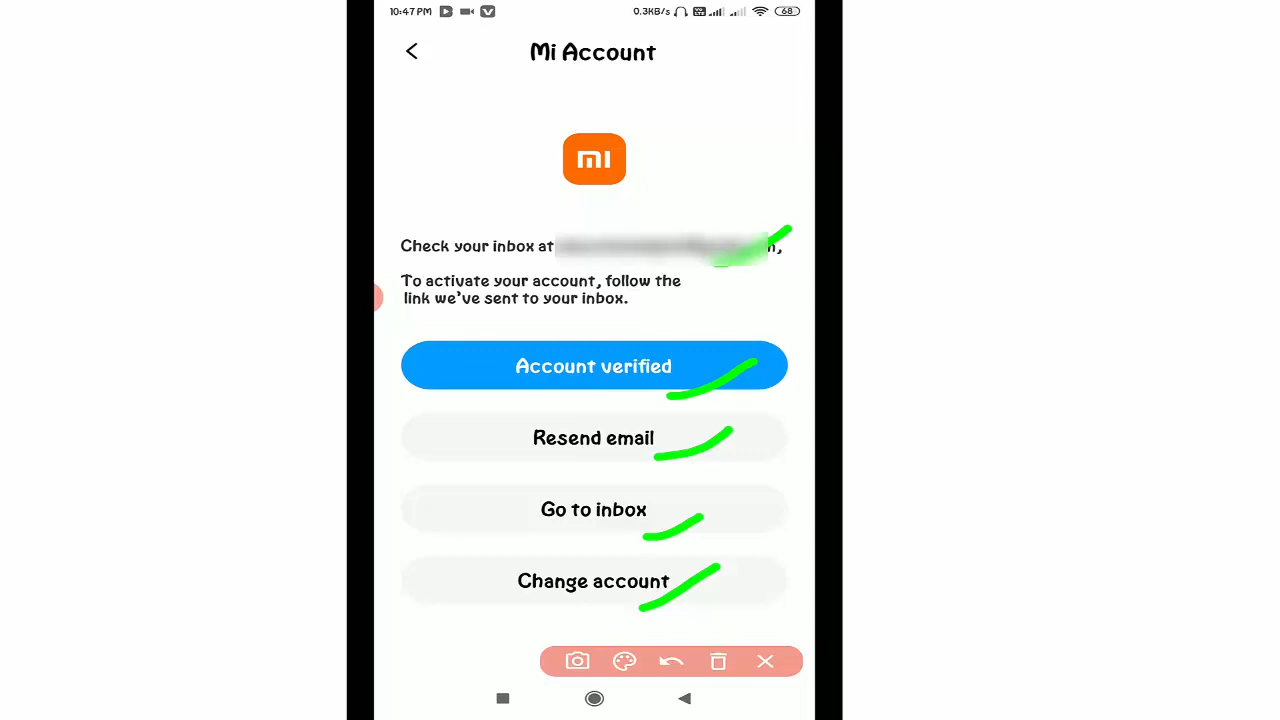 10:47 PM
0.3KB/s
68
Mi Account
mi
Check your inbox at
To activate your account, follow the
link we've sent to your inbox.
Account verified
Resend email
Go to inbox
Change account